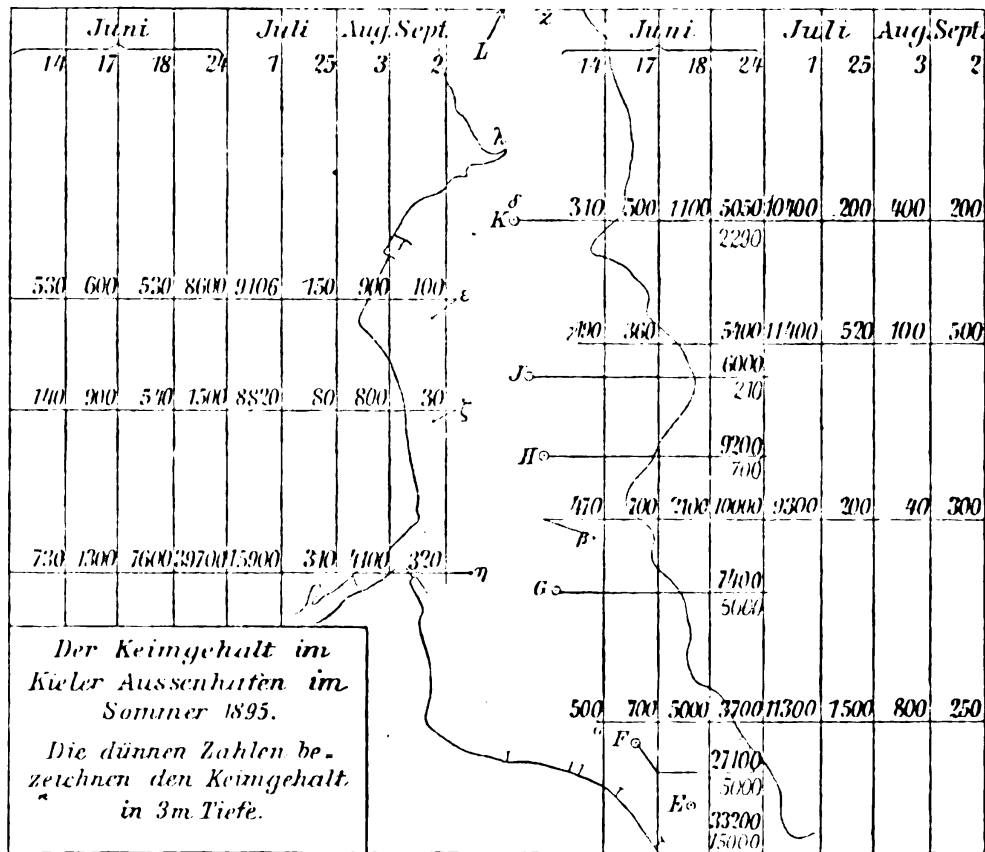 Juni Juli Aug. Sept.
14 17 18 24 1 25 3 2
L
λ
530 600 530 8600 9106 150 900 100 ε
140 900 540 1500 8820 80 800 30 ζ
730 1300 7600 39700 15900 340 4400 320 η
Der Keimgehalt im
Kieler Aussenhafen im
Sommer 1895.
Die dünnen Zahlen be-
zeichnen den Keimgehalt
in 3m Tiefe.
Juni Juli Aug. Sept.
14 17 18 24 1 25 3 2
K δ 310 500 1100 5050 10400 200 400 200
2290
490 360 5400 11400 520 100 500
J 6000
210
H 9200
700
470 700 2100 10000 9300 200 40 300
β
G 7400
5000
500 700 5000 3700 11300 1500 800 250
F 27100
5000
E 33200
15000